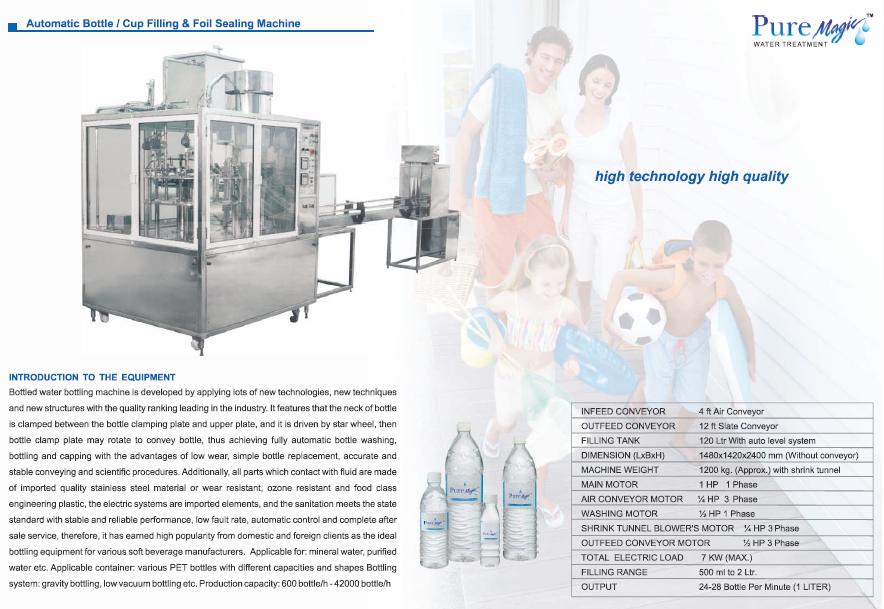 Automatic Bottle / Cup Filling & Foil Sealing Machine
Pure Magic TM
WATER TREATMENT
high technology high quality
INTRODUCTION TO THE EQUIPMENT
Bottled water bottling machine is developed by applying lots of new technologies, new techniques
and new structures with the quality ranking leading in the industry. It features that the neck of bottle
is clamped between the bottle clamping plate and upper plate, and it is driven by star wheel, then
bottle clamp plate may rotate to convey bottle, thus achieving fully automatic bottle washing,
bottling and capping with the advantages of low wear, simple bottle replacement, accurate and
stable conveying and scientific procedures. Additionally, all parts which contact with fluid are made
of imported quality stainless steel material or wear resistant, ozone resistant and food class
engineering plastic, the electric systems are imported elements, and the sanitation meets the state
standard with stable and reliable performance, low fault rate, automatic control and complete after
sale service, therefore, it has earned high popularity from domestic and foreign clients as the ideal
bottling equipment for various soft beverage manufacturers. Applicable for: mineral water, purified
water etc. Applicable container: various PET bottles with different capacities and shapes Bottling
system: gravity bottling, low vacuum bottling etc. Production capacity: 600 bottle/h - 42000 bottle/h
INFEED CONVEYOR 4 ft Air Conveyor
OUTFEED CONVEYOR 12 ft Slate Conveyor
FILLING TANK 120 Ltr With auto level system
DIMENSION (LxBxH) 1480x1420x2400 mm (Without conveyor)
MACHINE WEIGHT 1200 kg. (Approx.) with shrink tunnel
MAIN MOTOR 1 HP 1 Phase
AIR CONVEYOR MOTOR ¼ HP 3 Phase
WASHING MOTOR ½ HP 1 Phase
SHRINK TUNNEL BLOWER'S MOTOR ¼ HP 3 Phase
OUTFEED CONVEYOR MOTOR ½ HP 3 Phase
TOTAL ELECTRIC LOAD 7 KW (MAX.)
FILLING RANGE 500 ml to 2 Ltr.
OUTPUT 24-28 Bottle Per Minute (1 LITER)
Pure Magic
Pure Magic
Pure Magic